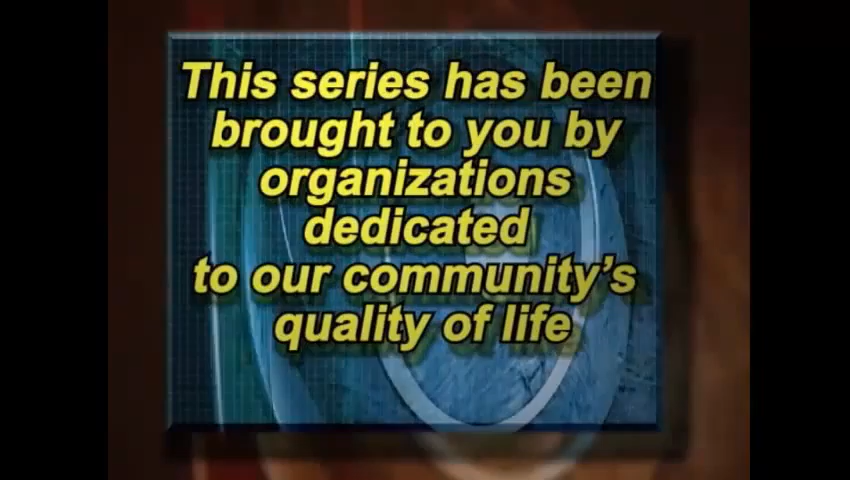 This series has been
brought to you by
organizations
dedicated
to our community's
quality of life